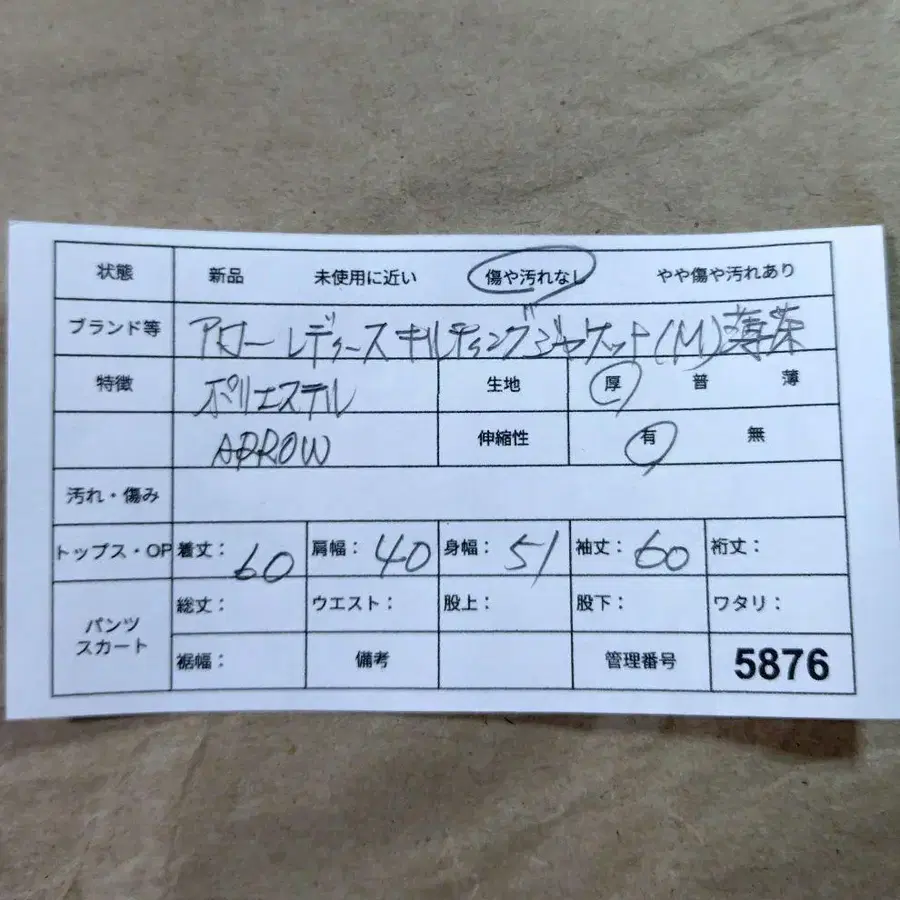 状態 新品 未使用に近い 傷や汚れなし やや傷や汚れあり
ブランド等 アロー レディース キルティングジャケット(M)薄茶
特徴 ポリエステル 生地 厚 普 薄
ARROW 伸縮性 有 無
汚れ・傷み
トップス・OP 着丈: 60 肩幅: 40 身幅: 51 袖丈: 60 裄丈:
パンツ スカート 総丈: ウエスト: 股上: 股下: ワタリ:
裾幅: 備考 管理番号 5876